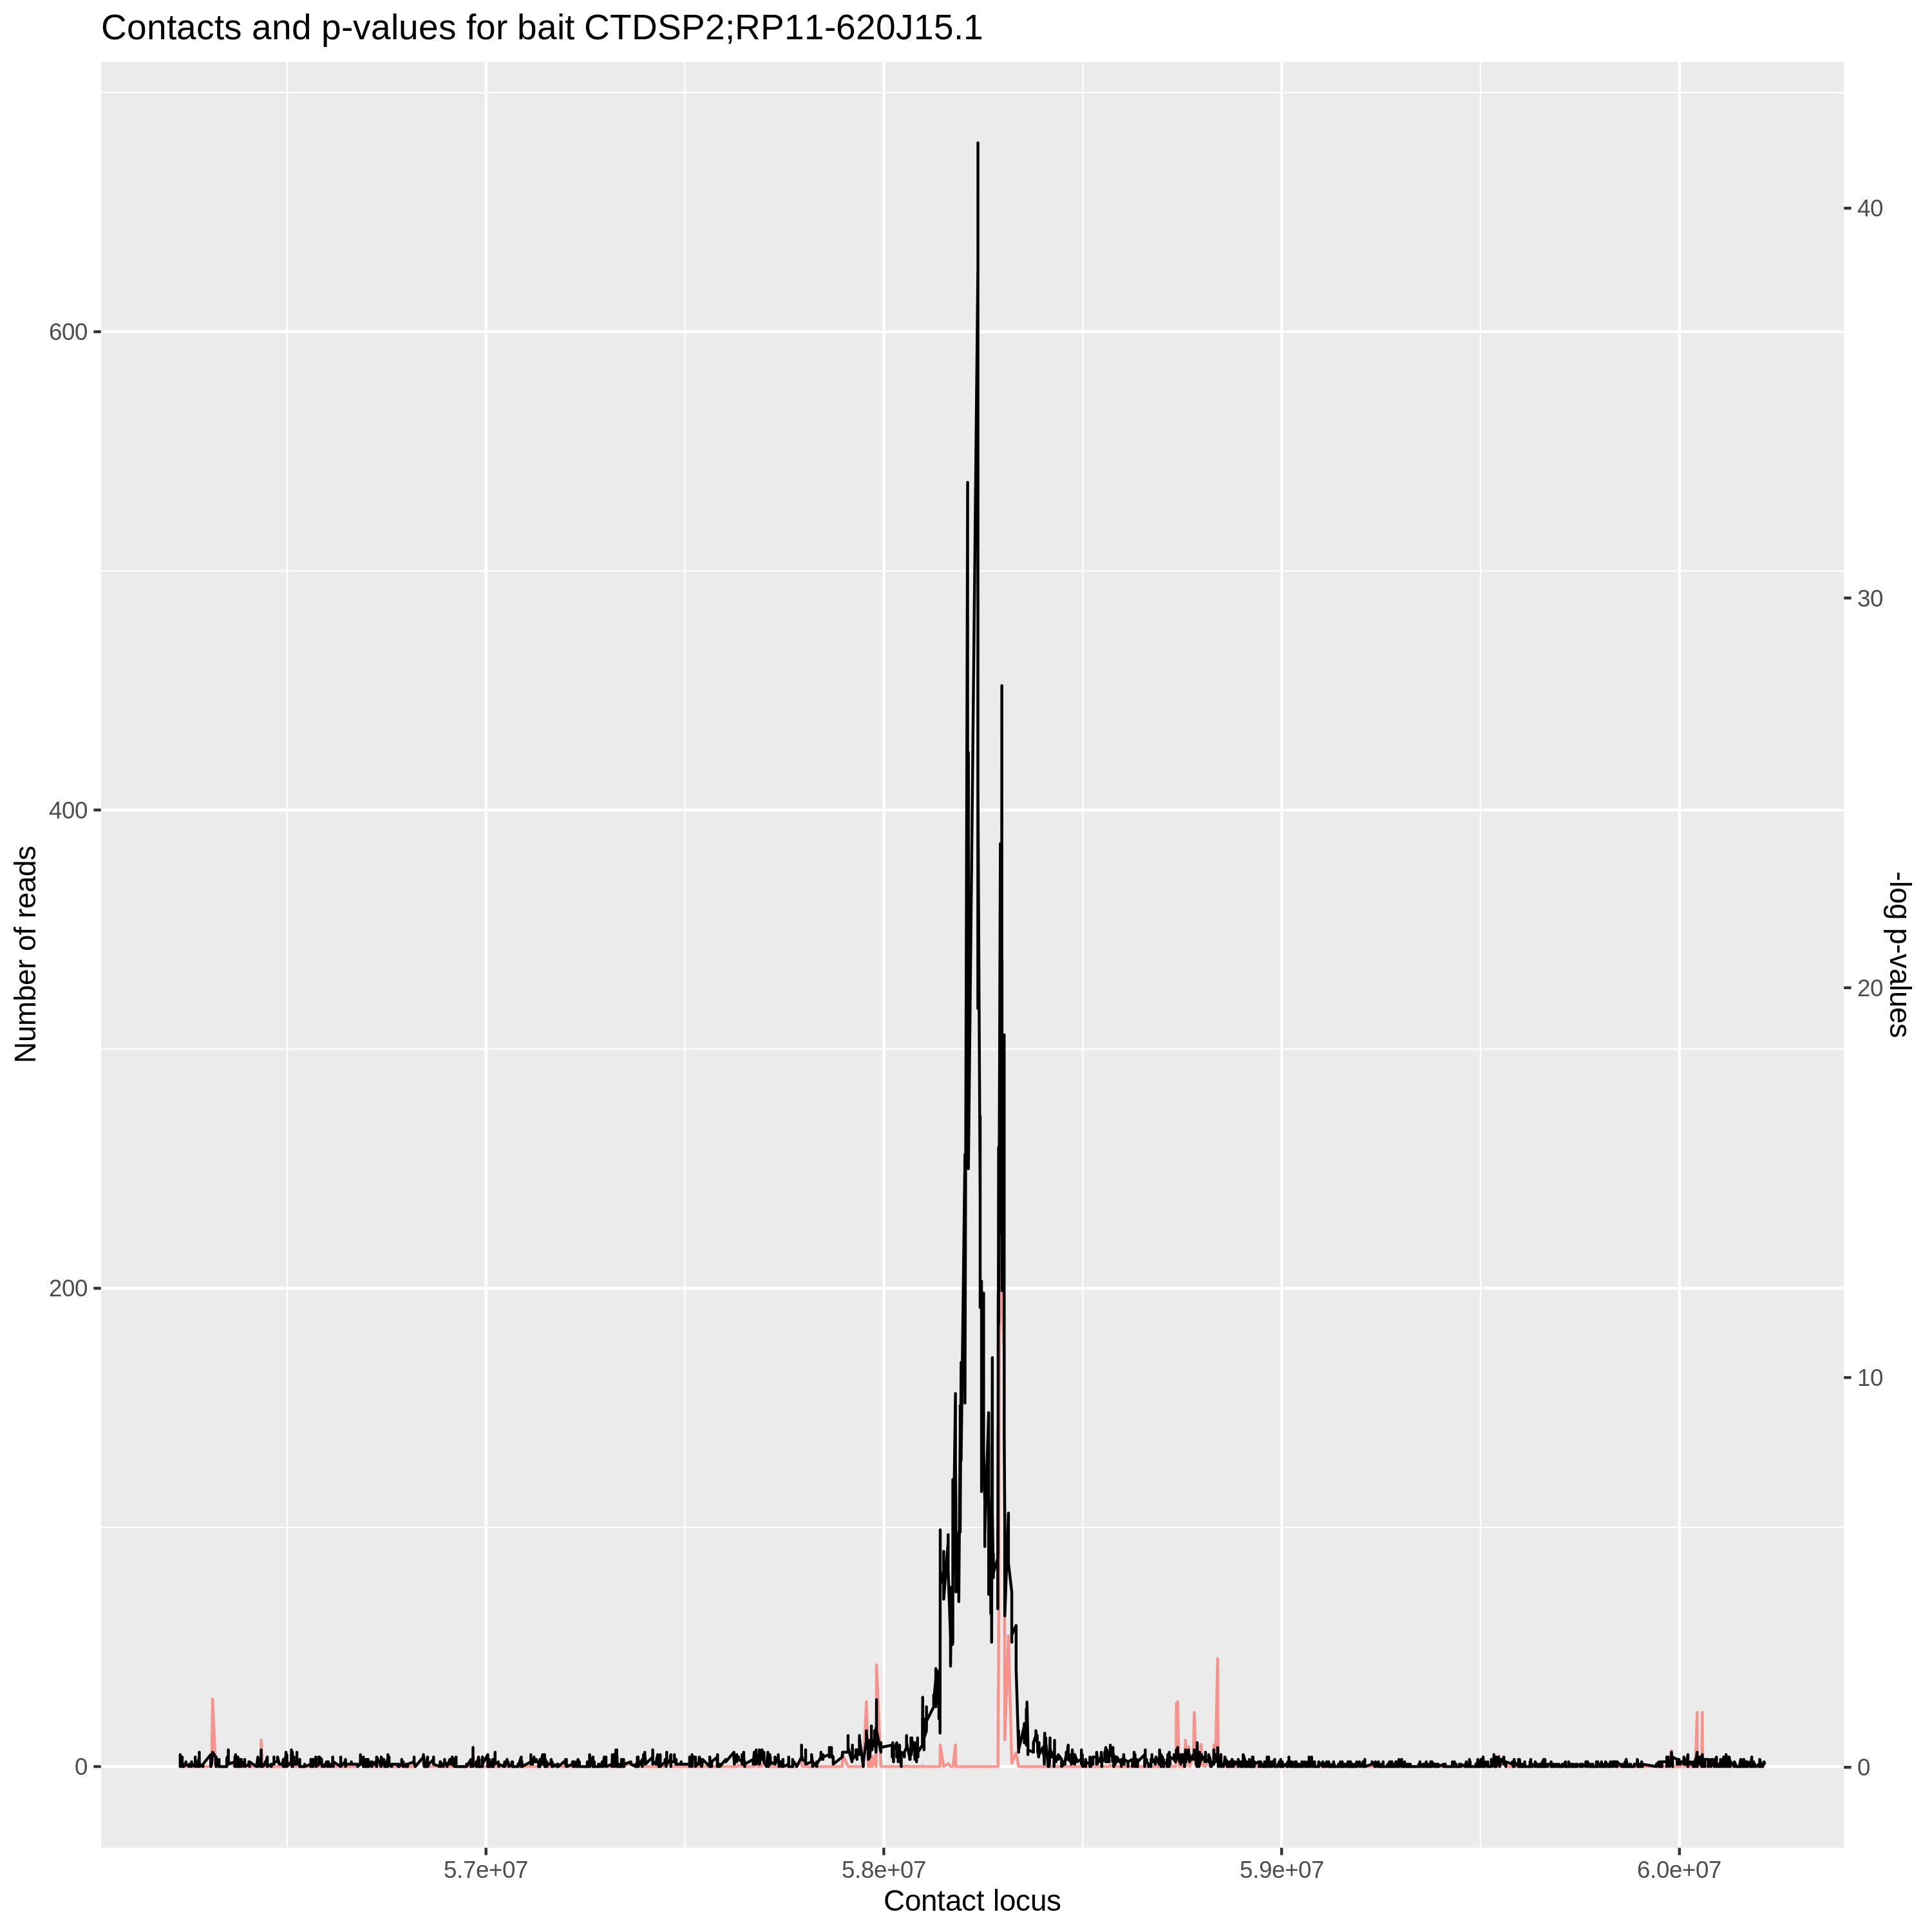 Contacts and p-values for bait CTDSP2;RP11-620J15.1
600
400
200
0
Number of reads
40
30
20
10
0
-log p-values
5.7e+07
5.8e+07
5.9e+07
6.0e+07
Contact locus